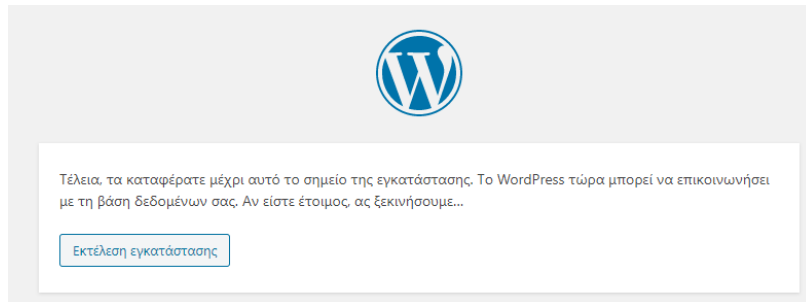 Τέλεια, τα καταφέρατε μέχρι αυτό το σημείο της εγκατάστασης. Το WordPress τώρα μπορεί να επικοινωνήσει
με τη βάση δεδομένων σας. Αν είστε έτοιμος, ας ξεκινήσουμε...
Εκτέλεση εγκατάστασης